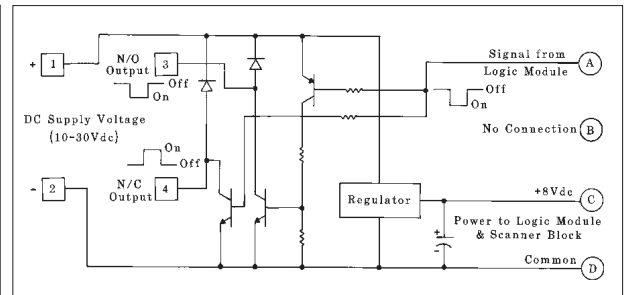 + 1
N/O
Output 3
Off
On
DC Supply Voltage
(10-30Vdc)
On
Off
- 2
N/C
Output 4
Signal from
Logic Module
A
Off
On
No Connection B
Regulator
+8Vdc
C
Power to Logic Module
& Scanner Block
+
-
Common
D